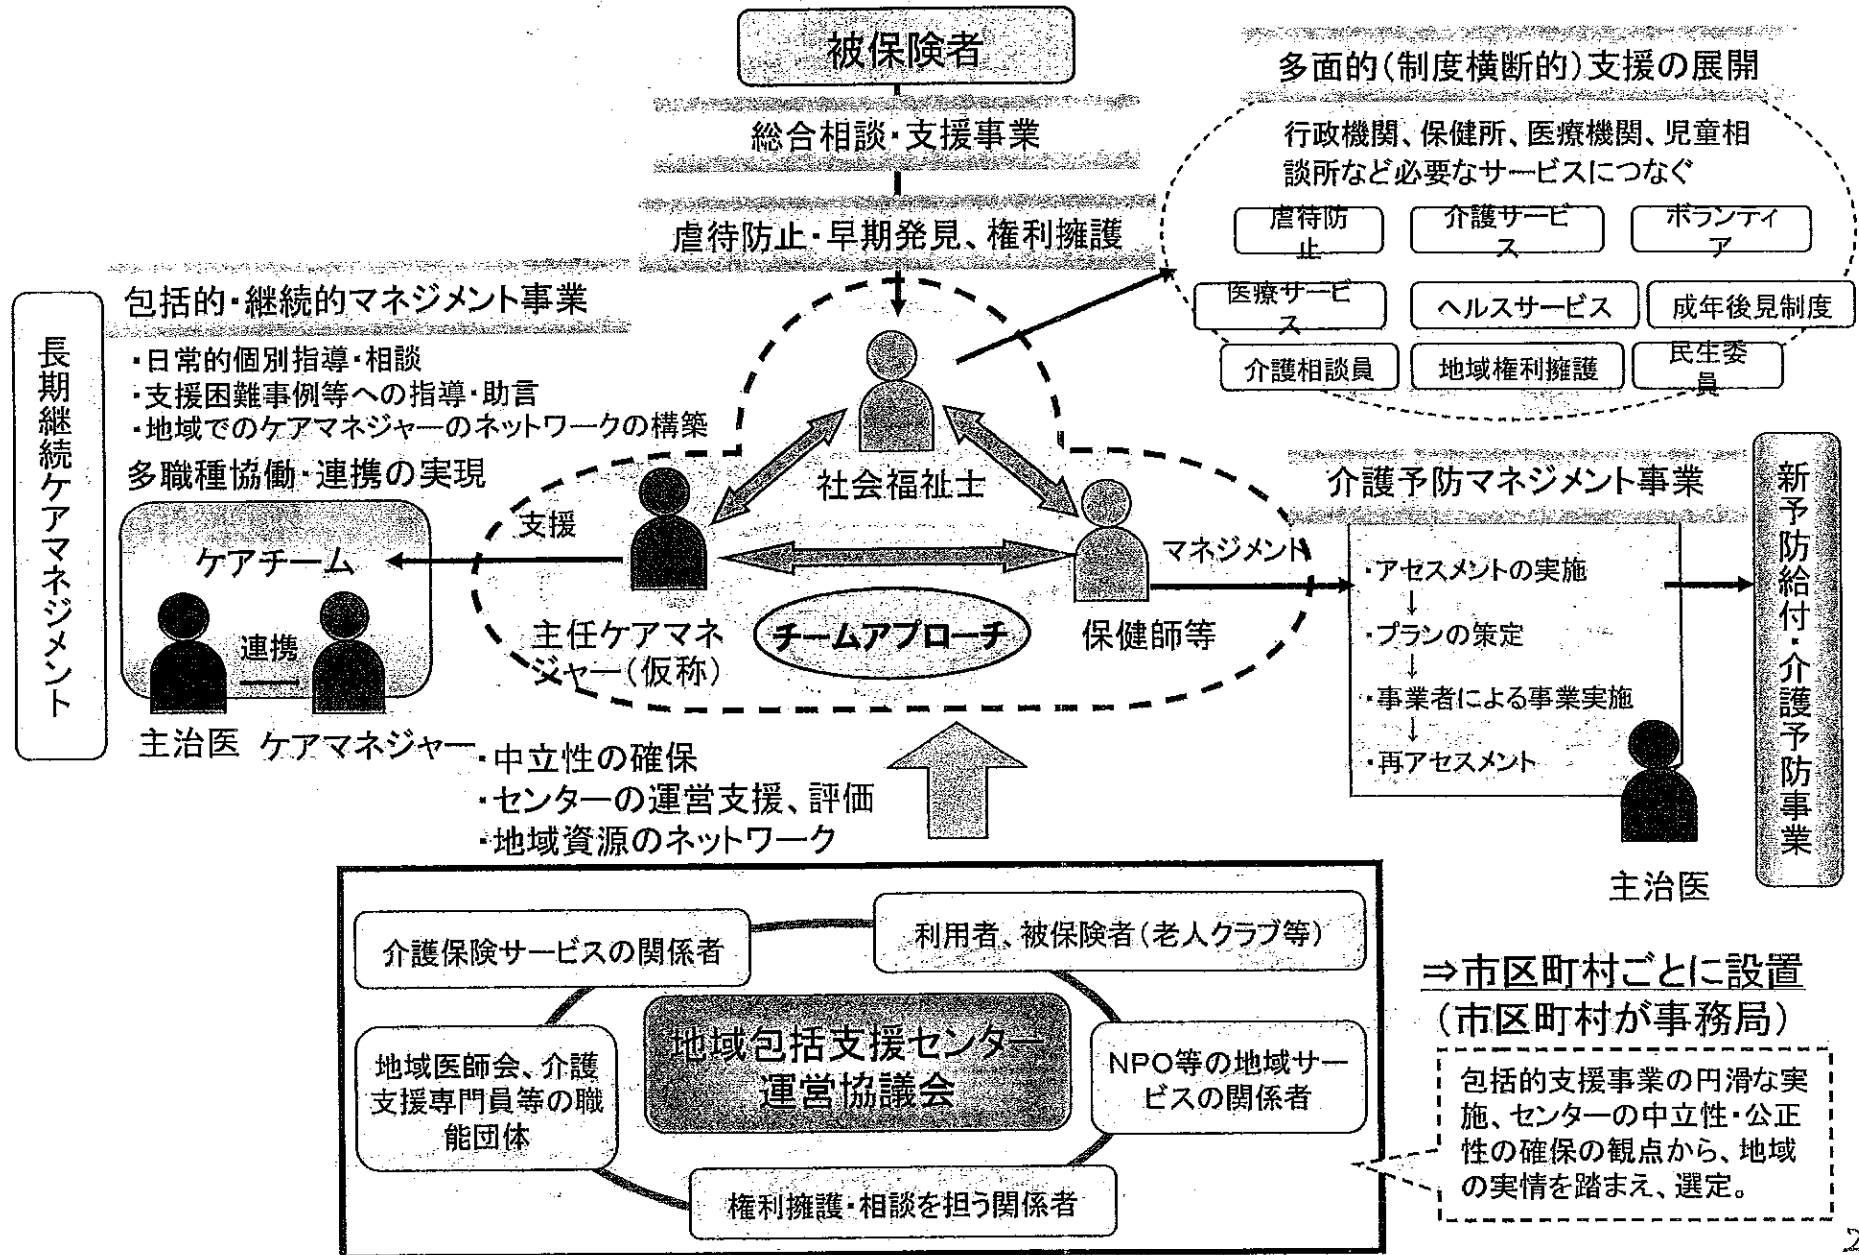 被保険者
総合相談・支援事業
虐待防止・早期発見、権利擁護
多面的(制度横断的)支援の展開
行政機関、保健所、医療機関、児童相
談所など必要なサービスにつなぐ
虐待防
止
介護サービ
ス
ボランティ
ア
医療サービ
ス
ヘルスサービス
成年後見制度
介護相談員
地域権利擁護
民生委
員
長期継続ケアマネジメント
包括的・継続的マネジメント事業
・日常的個別指導・相談
・支援困難事例等への指導・助言
・地域でのケアマネジャーのネットワークの構築
多職種協働・連携の実現
ケアチーム
連携
主治医
ケアマネジャー
支援
社会福祉士
主任ケアマネ
ジャー(仮称)
チームアプローチ
保健師等
マネジメント
介護予防マネジメント事業
・アセスメントの実施
↓
・プランの策定
↓
・事業者による事業実施
↓
・再アセスメント
主治医
新予防給付・介護予防事業
・中立性の確保
・センターの運営支援、評価
・地域資源のネットワーク
介護保険サービスの関係者
利用者、被保険者(老人クラブ等)
地域医師会、介護
支援専門員等の職
能団体
地域包括支援センター
運営協議会
NPO等の地域サー
ビスの関係者
権利擁護・相談を担う関係者
⇒市区町村ごとに設置
(市区町村が事務局)
包括的支援事業の円滑な実
施、センターの中立性・公正
性の確保の観点から、地域
の実情を踏まえ、選定。
2